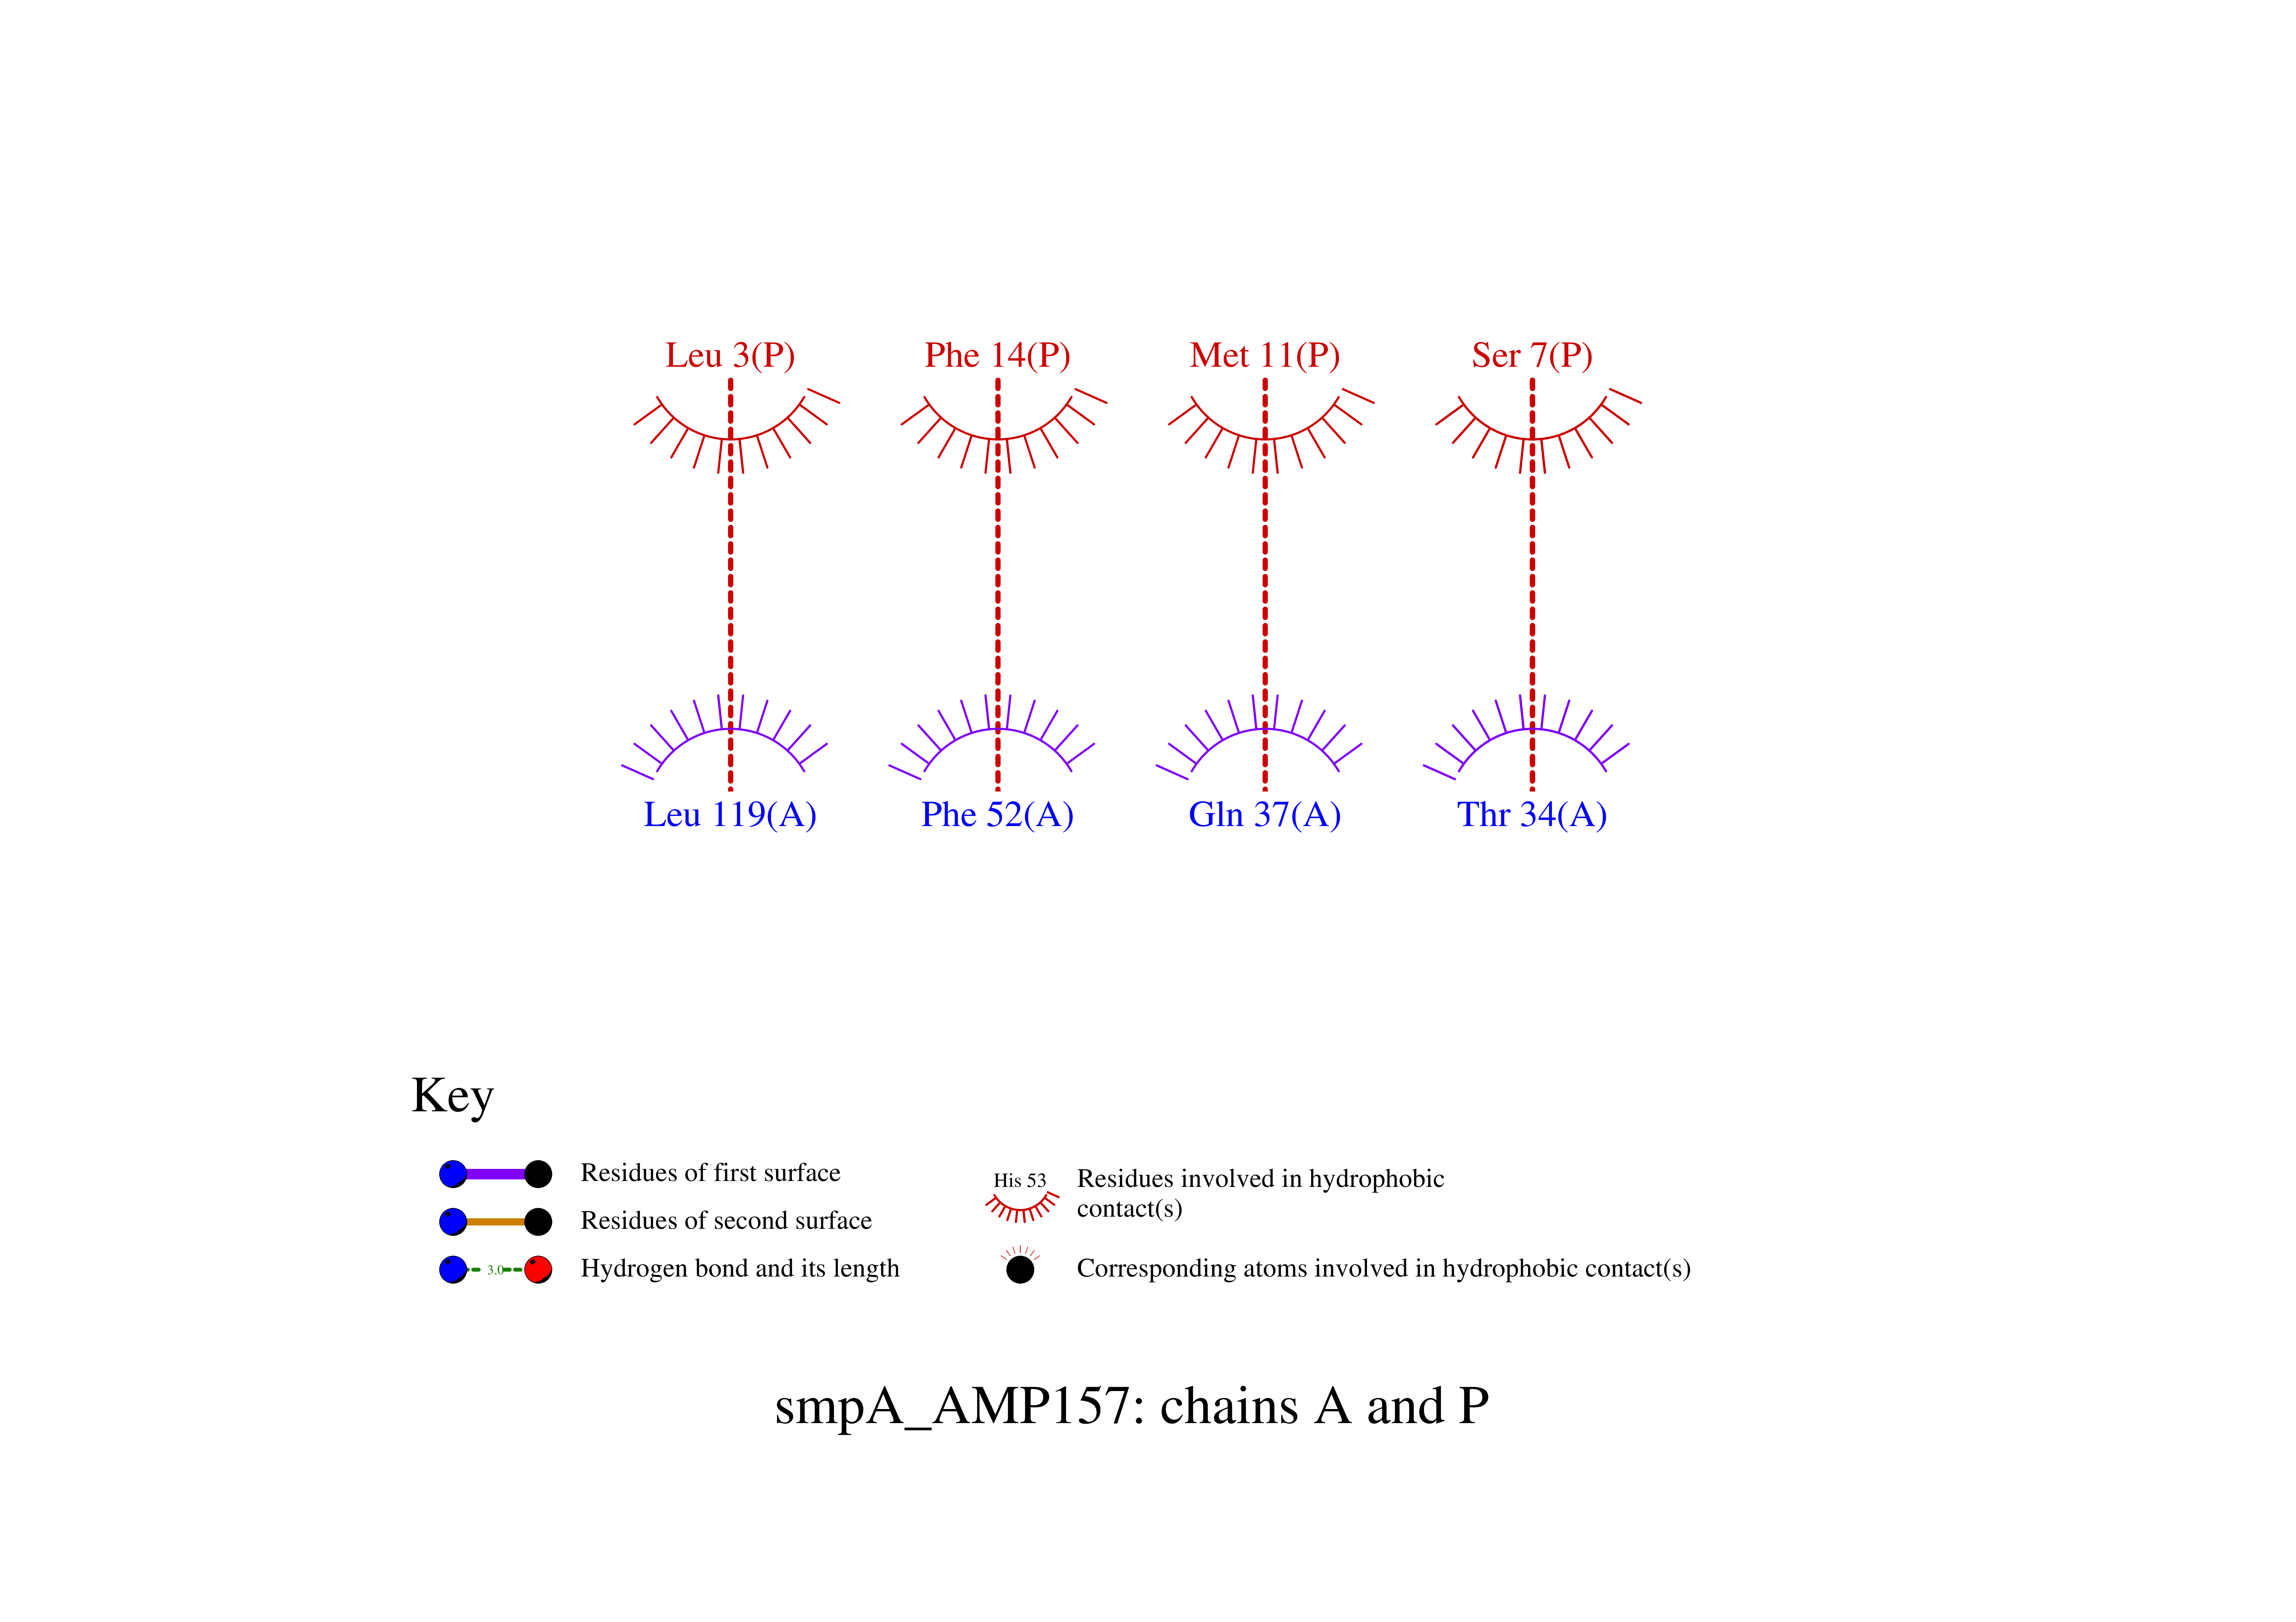 Leu 3(P) Phe 14(P) Met 11(P) Ser 7(P)
Leu 119(A) Phe 52(A) Gln 37(A) Thr 34(A)
Key
Residues of first surface
Residues of second surface
3.0 Hydrogen bond and its length
His 53 Residues involved in hydrophobic
contact(s)
Corresponding atoms involved in hydrophobic contact(s)
smpA_AMP157: chains A and P